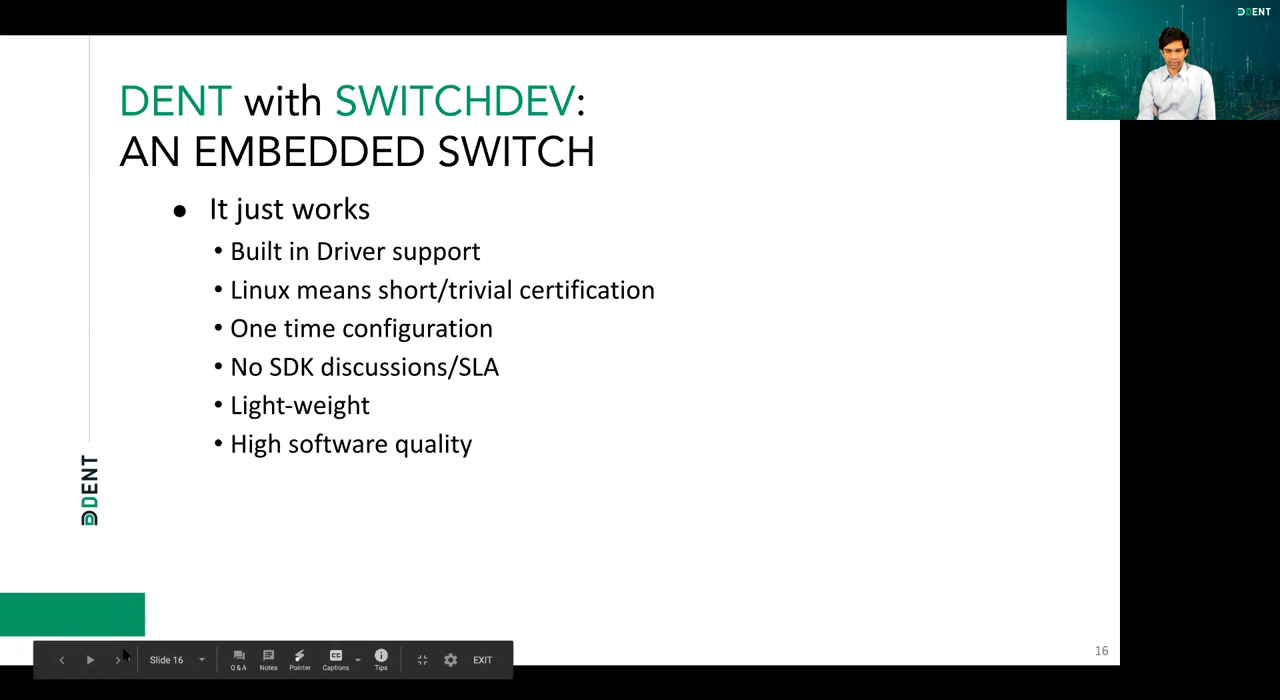 DENT
DENT with SWITCHDEV:
AN EMBEDDED SWITCH
● It just works
• Built in Driver support
• Linux means short/trivial certification
• One time configuration
• No SDK discussions/SLA
• Light-weight
• High software quality
DENT
16
Slide 16
Q & A
Notes
Pointer
CC
Captions
Tips
EXIT